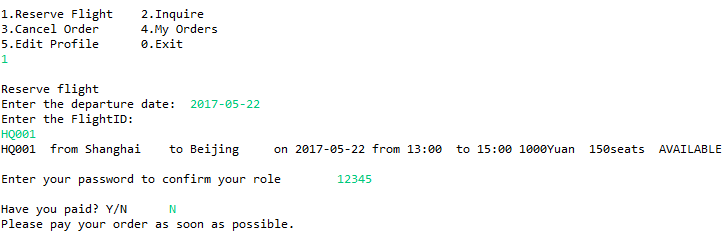 1.Reserve Flight    2.Inquire
3.Cancel Order      4.My Orders
5.Edit Profile      0.Exit
1
Reserve flight
Enter the departure date:  2017-05-22
Enter the FlightID:
HQ001
HQ001  from Shanghai    to Beijing     on 2017-05-22 from 13:00  to 15:00 1000Yuan  150seats  AVAILABLE
Enter your password to confirm your role        12345
Have you paid? Y/N      N
Please pay your order as soon as possible.